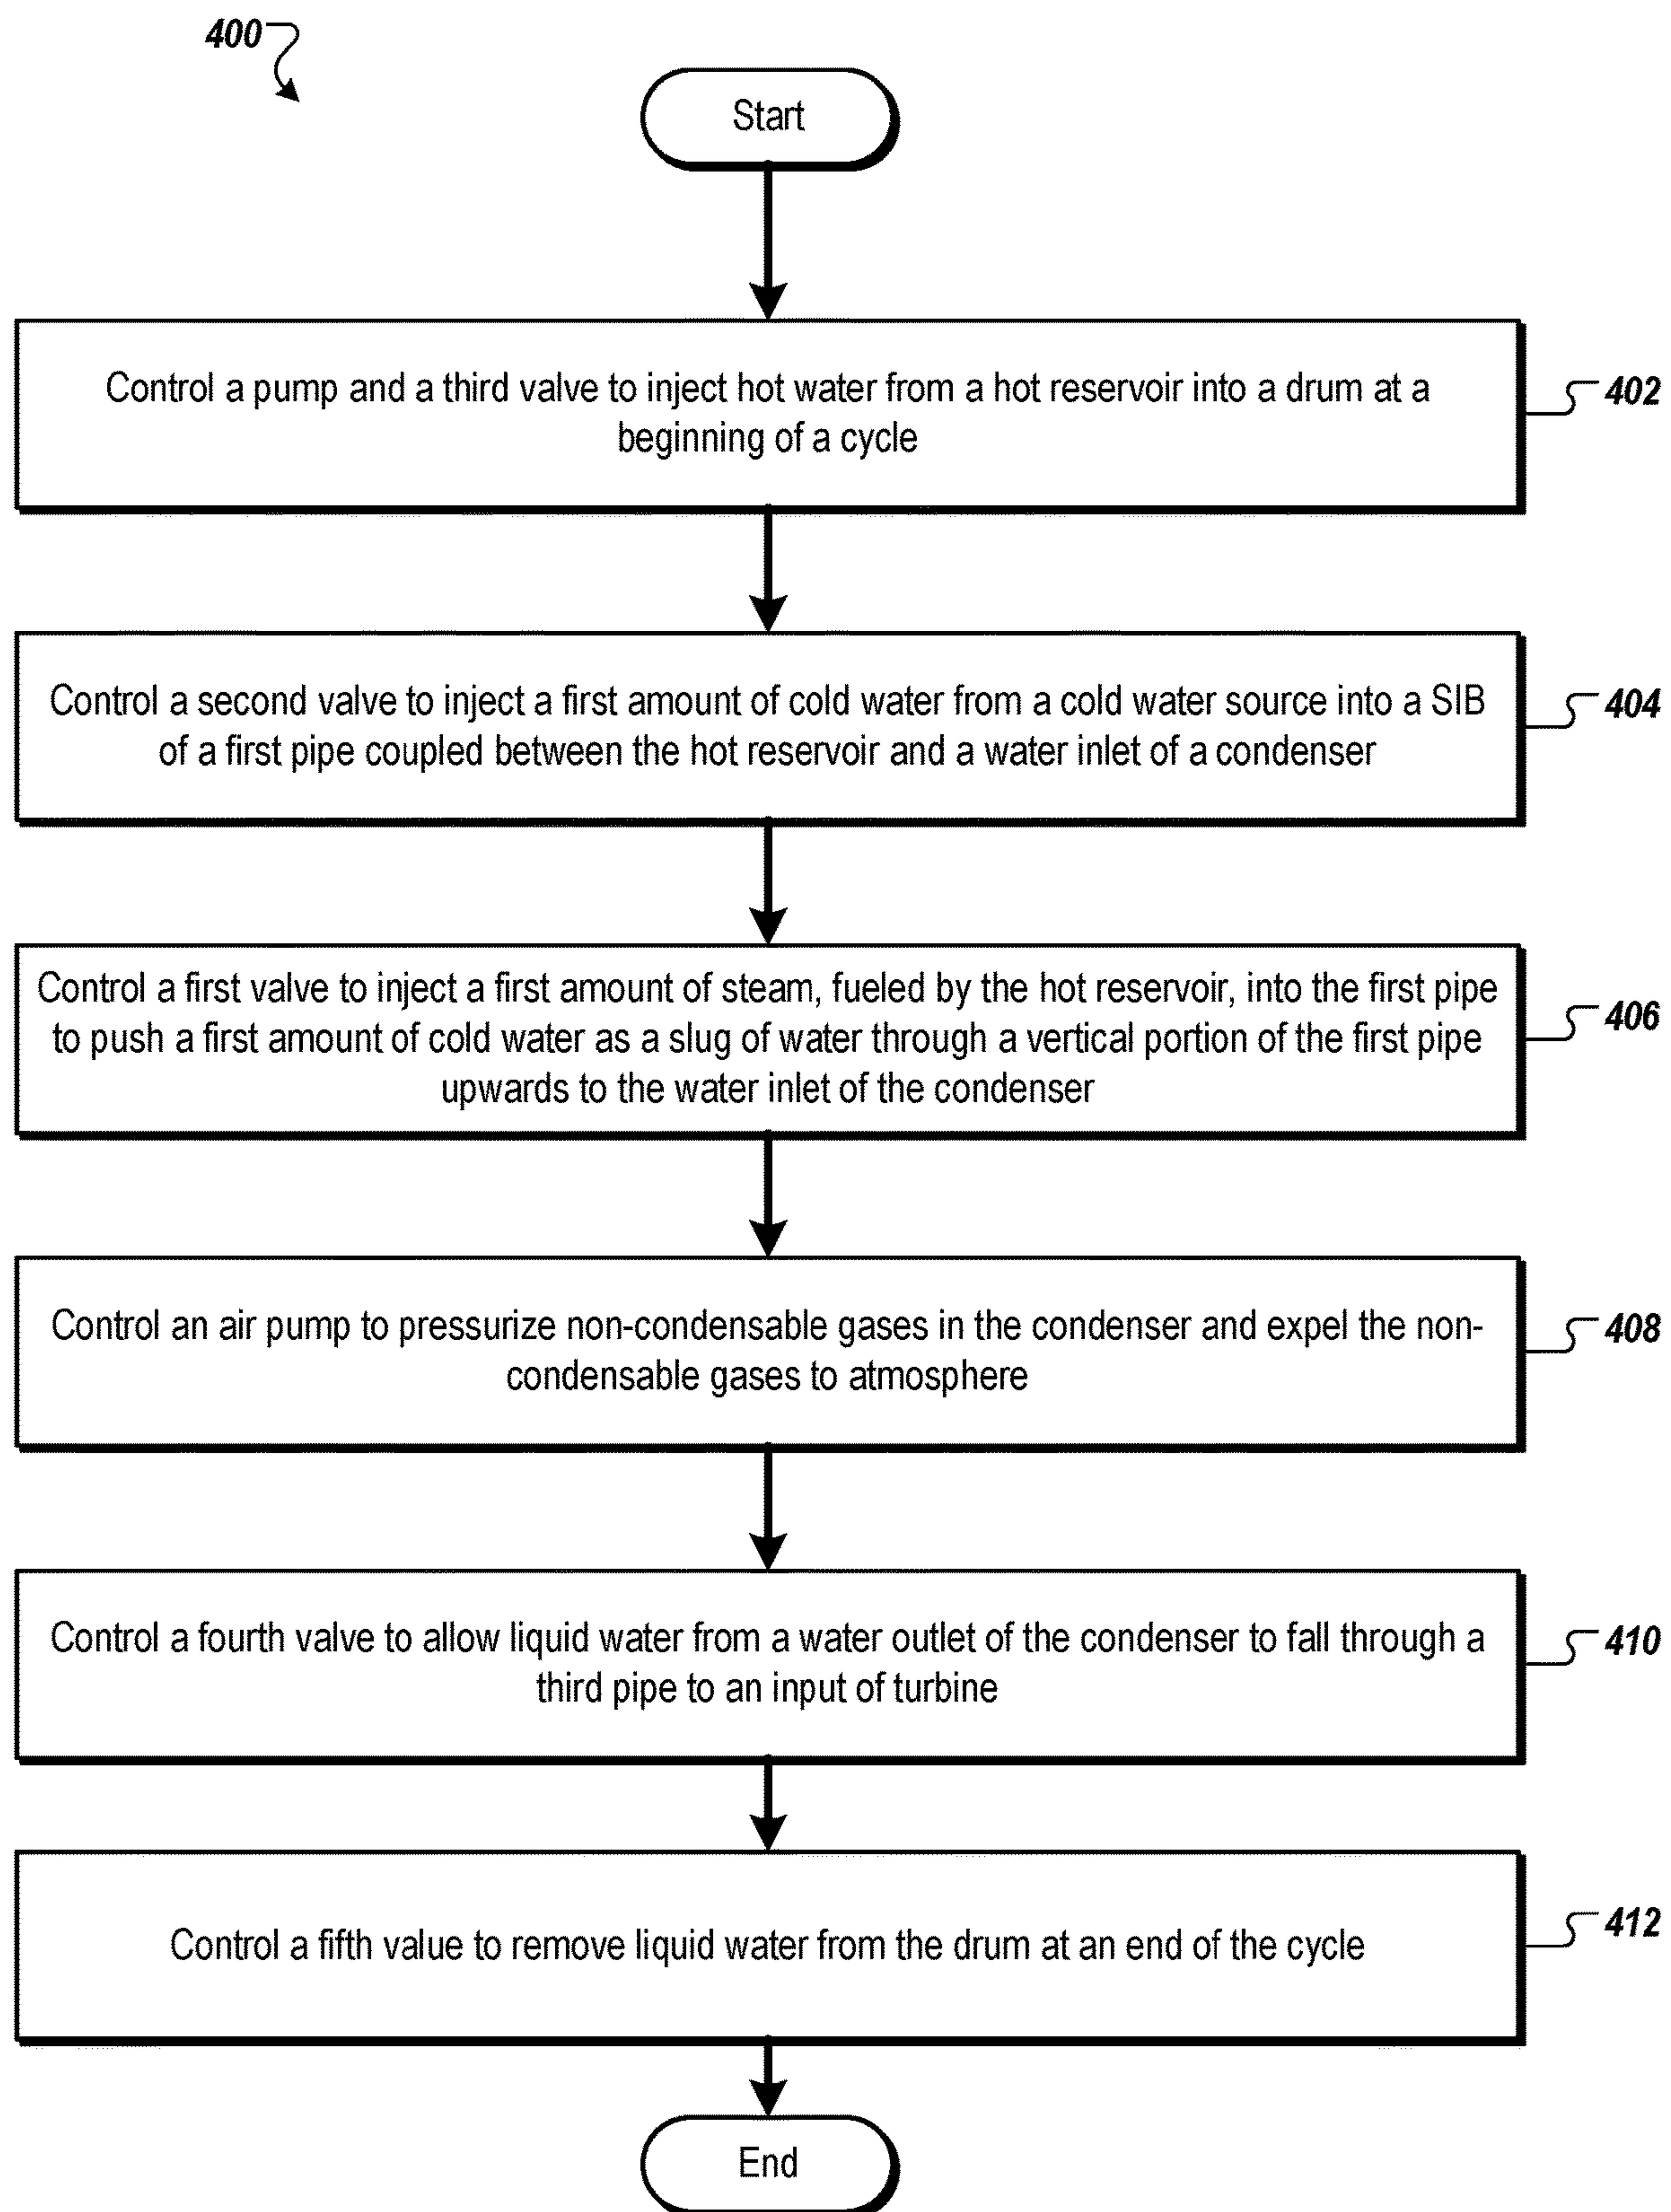 400
Start
Control a pump and a third valve to inject hot water from a hot reservoir into a drum at a
beginning of a cycle
402
Control a second valve to inject a first amount of cold water from a cold water source into a SIB
of a first pipe coupled between the hot reservoir and a water inlet of a condenser
404
Control a first valve to inject a first amount of steam, fueled by the hot reservoir, into the first pipe
to push a first amount of cold water as a slug of water through a vertical portion of the first pipe
upwards to the water inlet of the condenser
406
Control an air pump to pressurize non-condensable gases in the condenser and expel the non-
condensable gases to atmosphere
408
Control a fourth valve to allow liquid water from a water outlet of the condenser to fall through a
third pipe to an input of turbine
410
Control a fifth value to remove liquid water from the drum at an end of the cycle
412
End